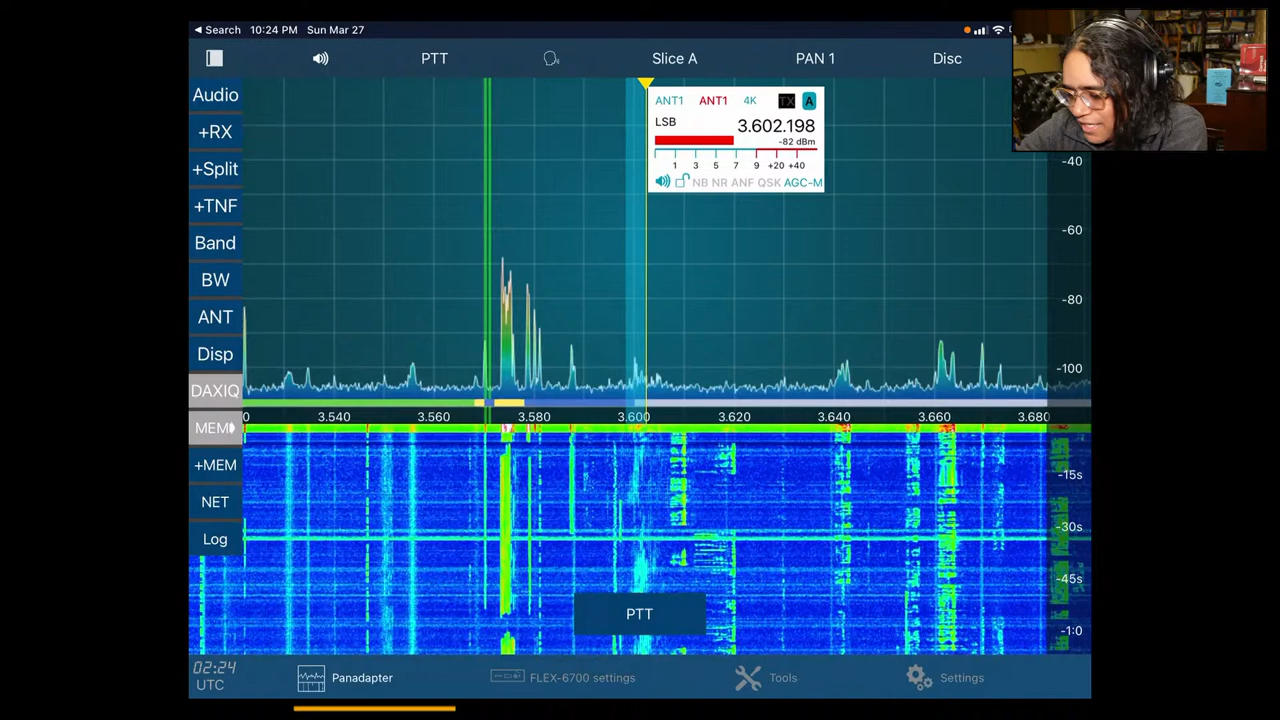 Search 10:24 PM Sun Mar 27
PTT Slice A PAN 1 Disc
Audio
+RX
+Split
+TNF
Band
BW
ANT
Disp
DAXIQ
MEM
+MEM
NET
Log
ANT1 ANT1 4K TX A
LSB 3.602.198
-82 dBm
1 3 5 7 9 +20 +40
NB NR ANF QSK AGC-M
-40
-60
-80
-100
0 3.540 3.560 3.580 3.600 3.620 3.640 3.660 3.680
-15s
-30s
-45s
-1:0
PTT
02:24
UTC
Panadapter FLEX-6700 settings Tools Settings